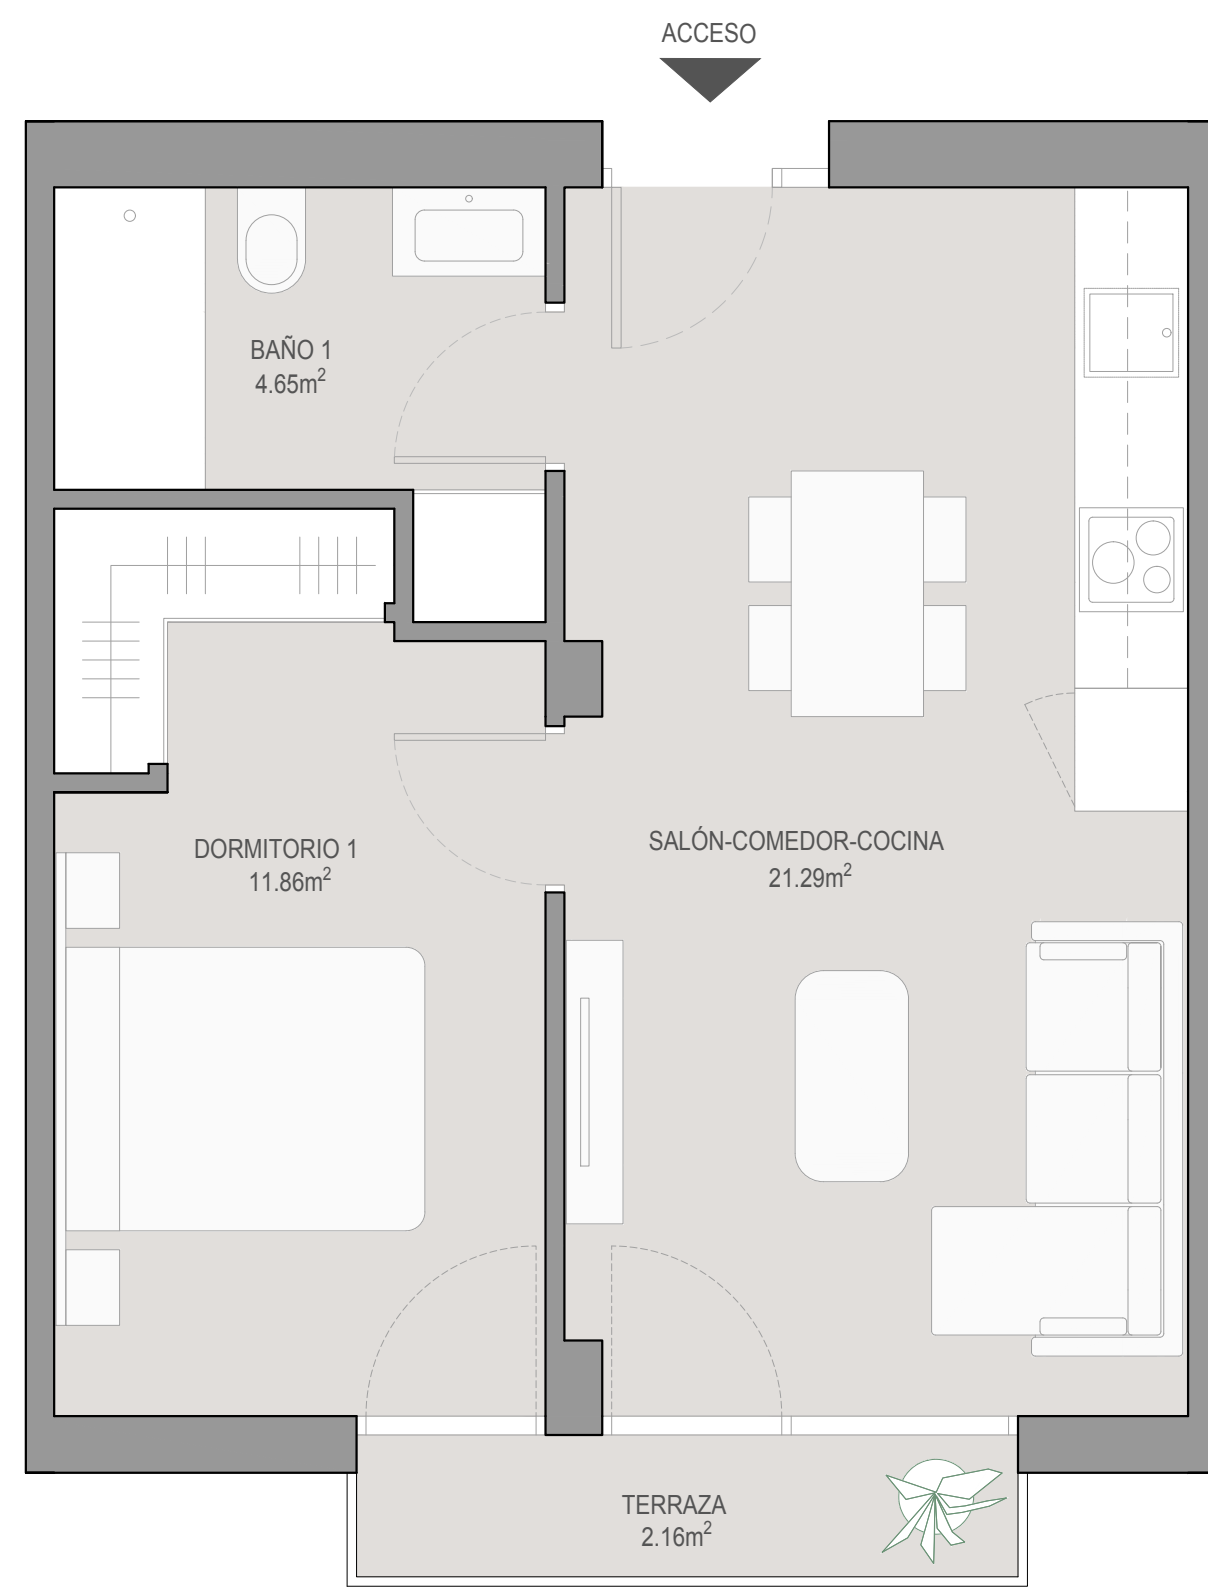 ACCESO
BAÑO 1
4.65m²
DORMITORIO 1
11.86m²
SALÓN-COMEDOR-COCINA
21.29m²
TERRAZA
2.16m²